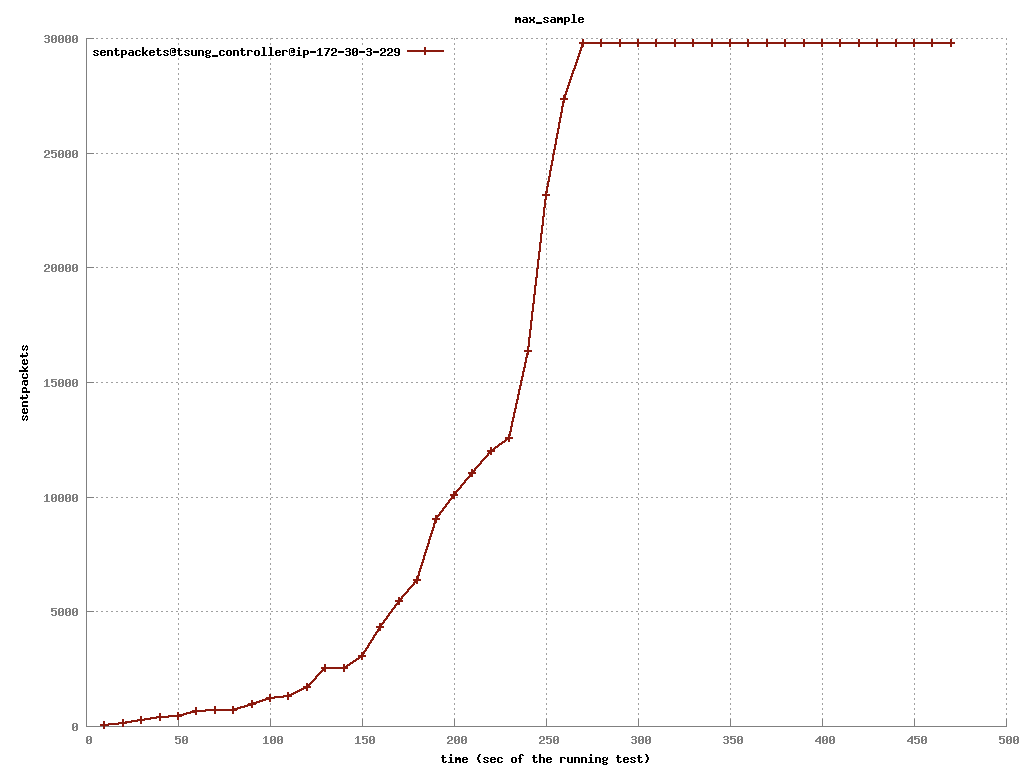 max_sample
sentpackets@tsung_controller@ip-172-30-3-229
30000
25000
20000
15000
10000
5000
0
sentpackets
0 50 100 150 200 250 300 350 400 450 500
time (sec of the running test)